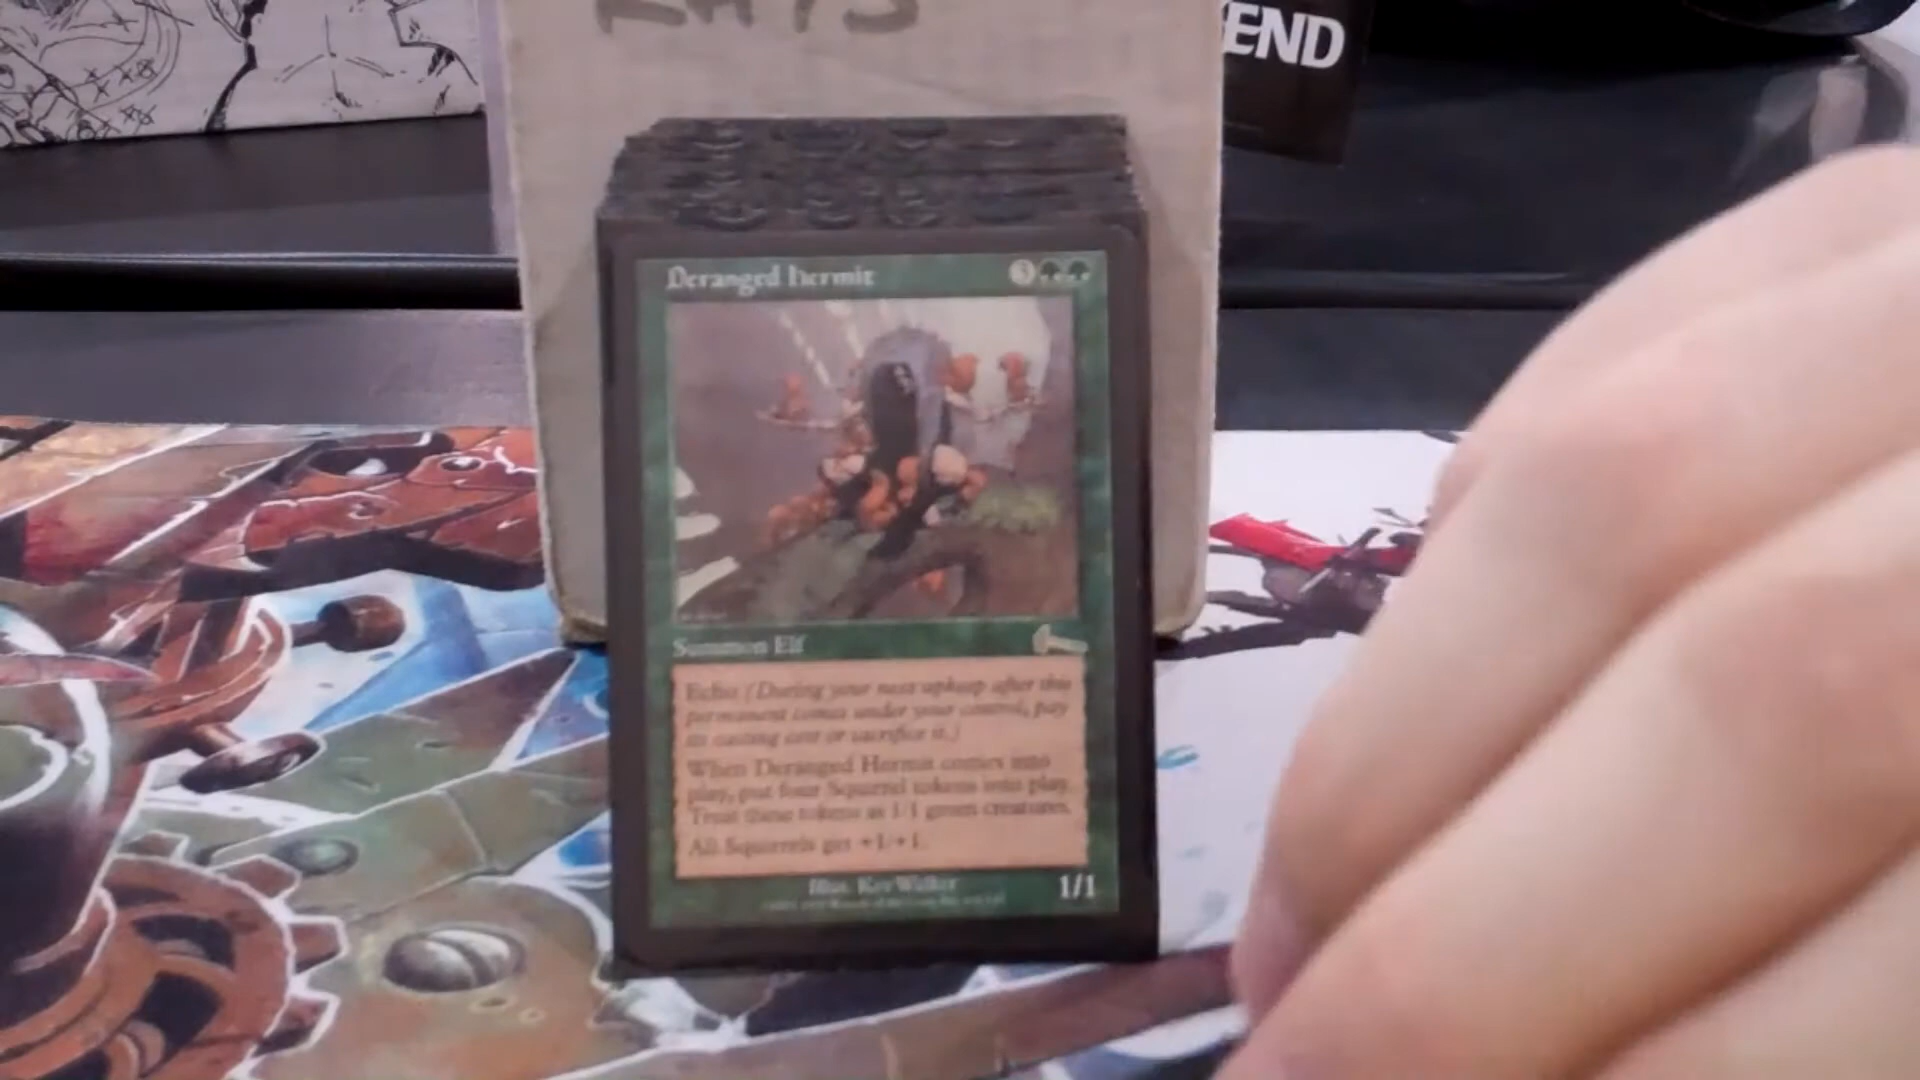 RATS
END
Deranged Hermit 3
Summon Elf
Echo (During your next upkeep after this
permanent comes under your control, pay
its casting cost or sacrifice it.)
When Deranged Hermit comes into
play, put four Squirrel tokens into play.
Treat these tokens as 1/1 green creatures.
All Squirrels get +1/+1.
Illus. Kev Walker
1/1